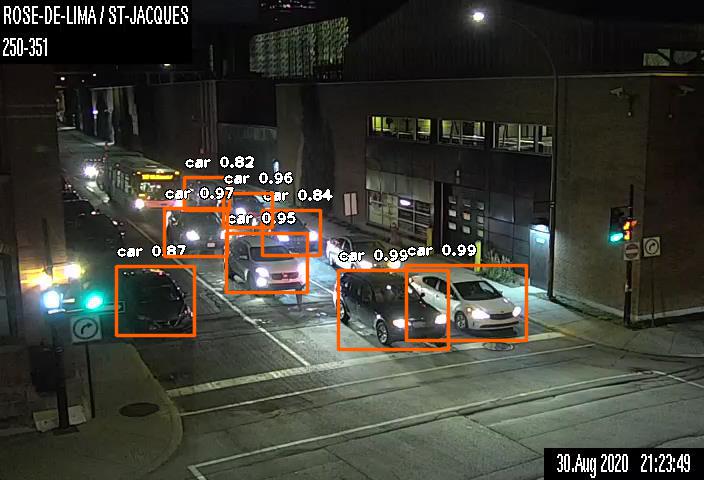 ROSE-DE-LIMA / ST-JACQUES
250-351
car 0.82
car 0.96
car 0.97
car 0.84
car 0.95
car 0.87
car 0.99
car 0.99
30.Aug 2020 21:23:49